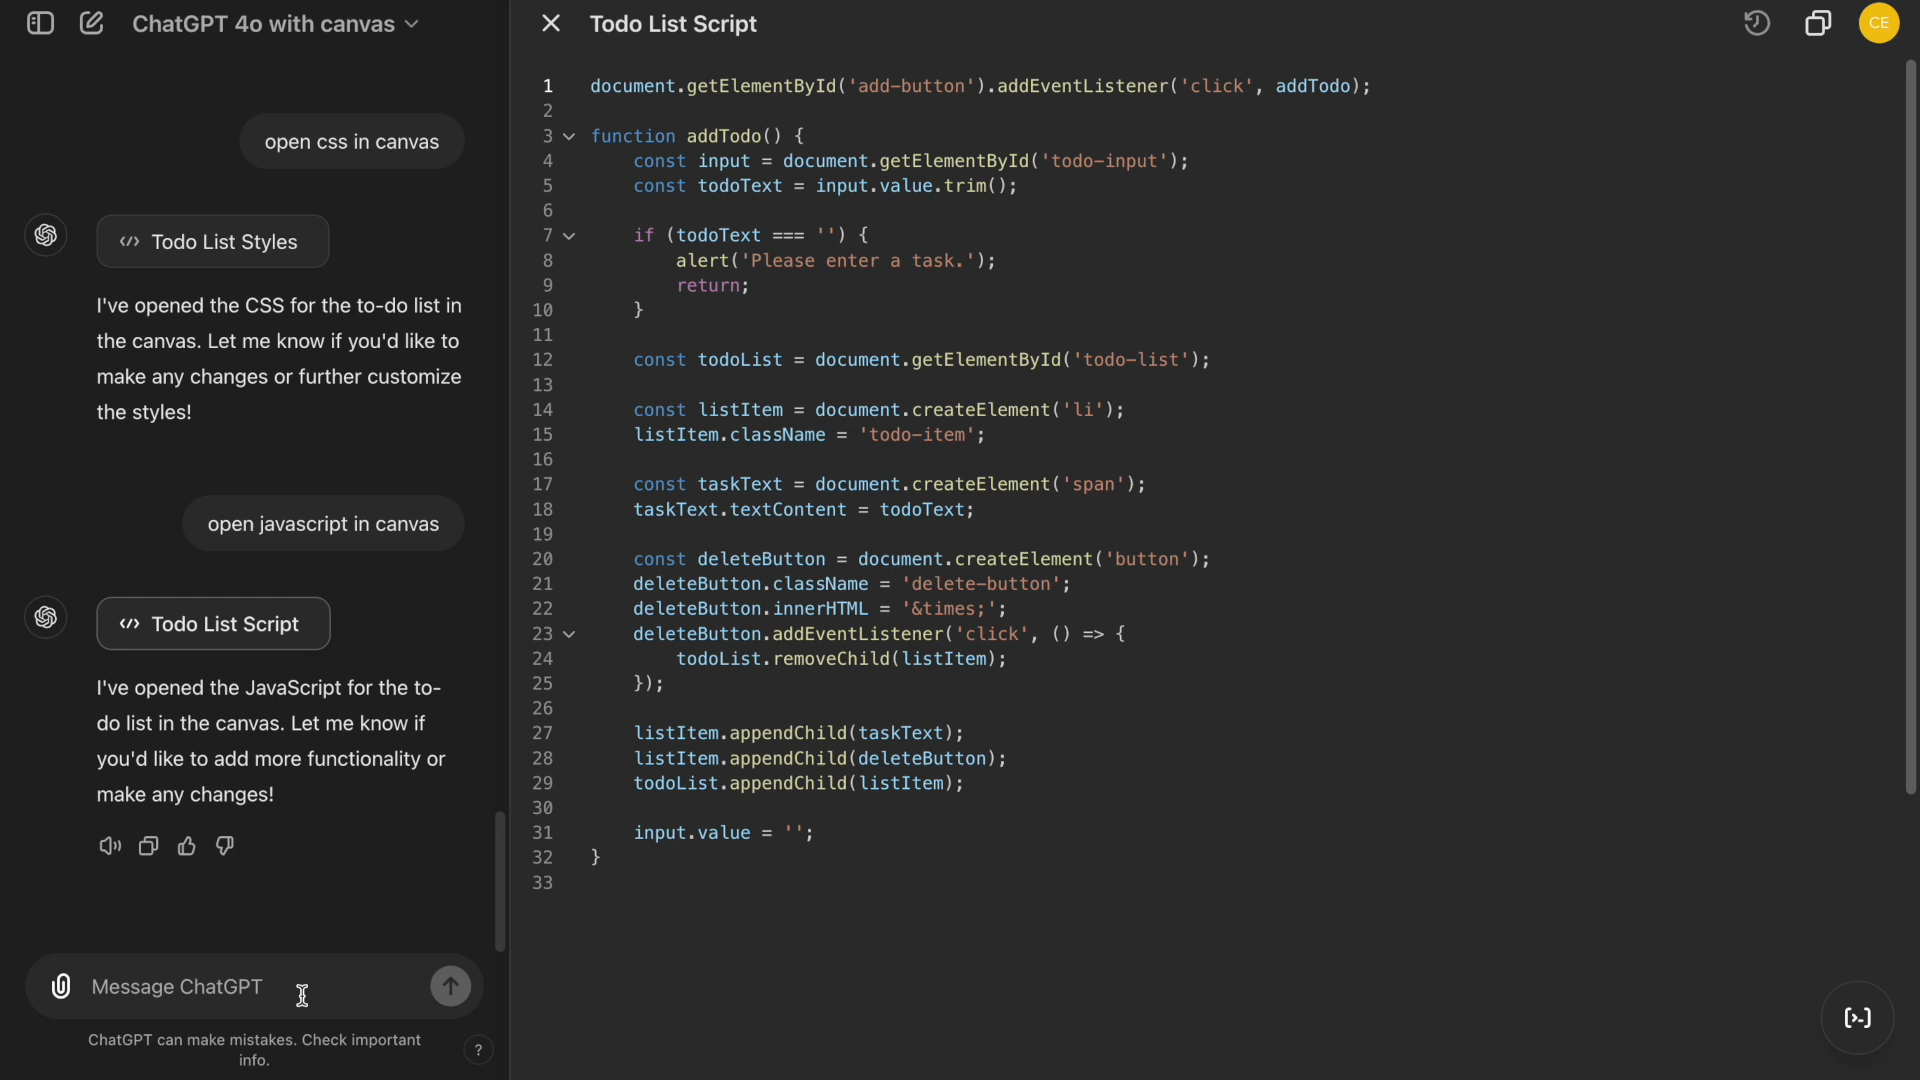 ChatGPT 4o with canvas
open css in canvas
Todo List Styles
I've opened the CSS for the to-do list in
the canvas. Let me know if you'd like to
make any changes or further customize
the styles!
open javascript in canvas
Todo List Script
I've opened the JavaScript for the to-
do list in the canvas. Let me know if
you'd like to add more functionality or
make any changes!
Message ChatGPT
ChatGPT can make mistakes. Check important
info.
?
Todo List Script
CE
1 document.getElementById('add-button').addEventListener('click', addTodo);
2
3 function addTodo() {
4     const input = document.getElementById('todo-input');
5     const todoText = input.value.trim();
6
7     if (todoText === '') {
8         alert('Please enter a task.');
9         return;
10     }
11
12     const todoList = document.getElementById('todo-list');
13
14     const listItem = document.createElement('li');
15     listItem.className = 'todo-item';
16
17     const taskText = document.createElement('span');
18     taskText.textContent = todoText;
19
20     const deleteButton = document.createElement('button');
21     deleteButton.className = 'delete-button';
22     deleteButton.innerHTML = '&times;';
23     deleteButton.addEventListener('click', () => {
24         todoList.removeChild(listItem);
25     });
26
27     listItem.appendChild(taskText);
28     listItem.appendChild(deleteButton);
29     todoList.appendChild(listItem);
30
31     input.value = '';
32 }
33